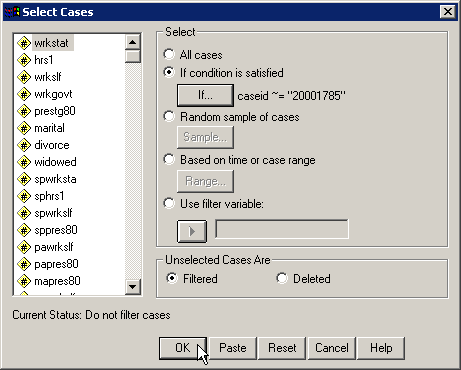 Select Cases
wrkstat
hrs1
wrkslf
wrkgovt
prestg80
marital
divorce
widowed
spwrksta
sphrs1
spwrkslf
sppres80
pawrkslf
papres80
mapres80
Select
All cases
If condition is satisfied
If... caseid ~= "20001785"
Random sample of cases
Sample...
Based on time or case range
Range...
Use filter variable:
Unselected Cases Are
Filtered Deleted
Current Status: Do not filter cases
OK Paste Reset Cancel Help